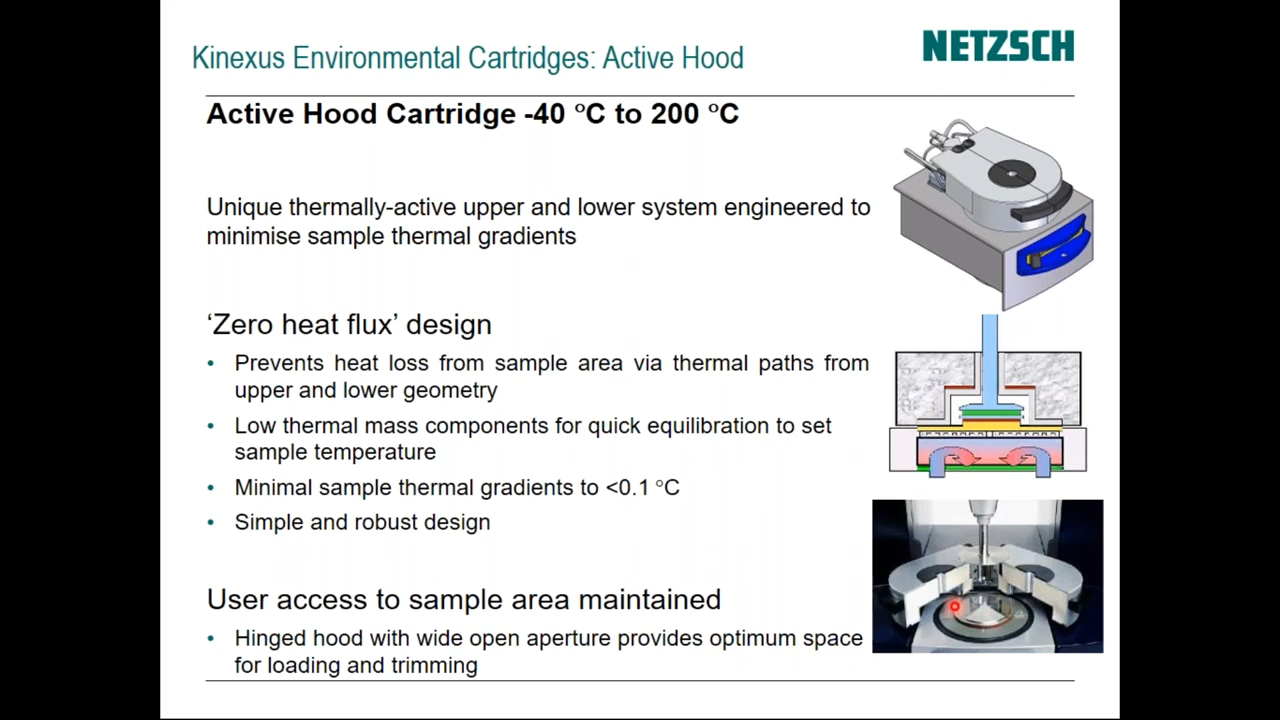 Kinexus Environmental Cartridges: Active Hood
NETZSCH
Active Hood Cartridge -40 °C to 200 °C
Unique thermally-active upper and lower system engineered to
minimise sample thermal gradients
‘Zero heat flux’ design
• Prevents heat loss from sample area via thermal paths from
upper and lower geometry
• Low thermal mass components for quick equilibration to set
sample temperature
• Minimal sample thermal gradients to <0.1 °C
• Simple and robust design
User access to sample area maintained
• Hinged hood with wide open aperture provides optimum space
for loading and trimming